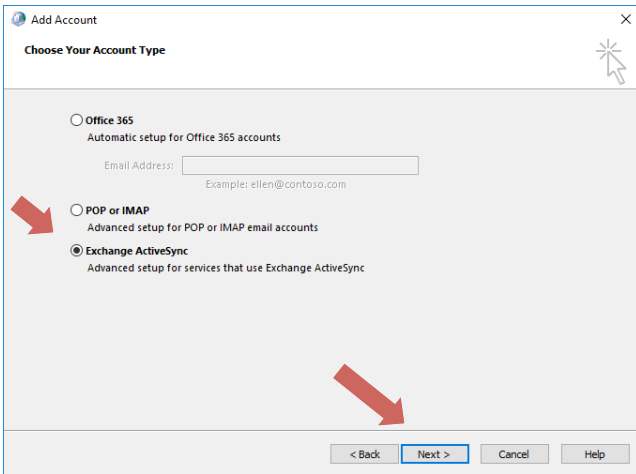 Add Account
Choose Your Account Type
Office 365
Automatic setup for Office 365 accounts
Email Address:
Example: ellen@contoso.com
POP or IMAP
Advanced setup for POP or IMAP email accounts
Exchange ActiveSync
Advanced setup for services that use Exchange ActiveSync
< Back Next > Cancel Help